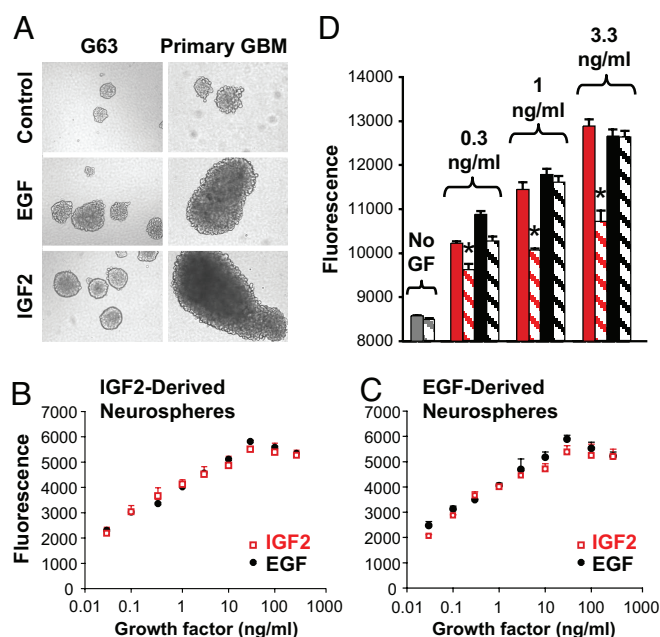 A
G63 Primary GBM
Control
EGF
IGF2
D
3.3
ng/ml
1
ng/ml
0.3
ng/ml
No
GF
*
*
*
14000
13000
12000
11000
10000
9000
8000
Fluorescence
B
IGF2-Derived
Neurospheres
7000
6000
5000
4000
3000
2000
1000
0
Fluorescence
IGF2
EGF
0.01 0.1 1 10 100 1000
Growth factor (ng/ml)
C
EGF-Derived
Neurospheres
7000
6000
5000
4000
3000
2000
1000
0
IGF2
EGF
0.01 0.1 1 10 100 1000
Growth factor (ng/ml)